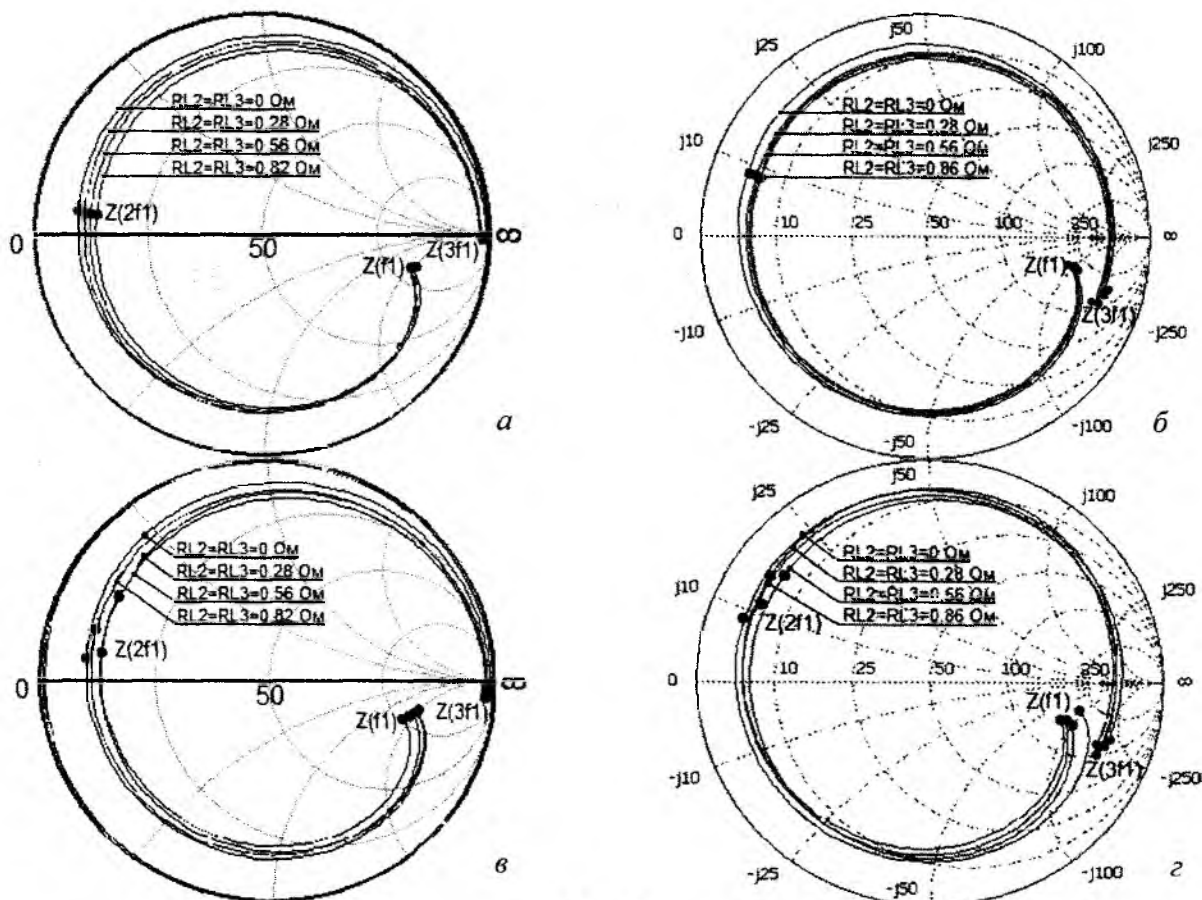 RL2=RL3=0 Ом
RL2=RL3=0.28 Ом
RL2=RL3=0.56 Ом
RL2=RL3=0.82 Ом
Z(2f1)
0
50
∞
Z(f1)
Z(3f1)
а
j50
j25
j100
RL2=RL3=0 Ом
RL2=RL3=0.28 Ом
RL2=RL3=0.56 Ом
RL2=RL3=0.86 Ом
j10
j250
0
10
25
50
100
250
∞
Z(f1)
Z(3f1)
-j10
-j250
-j25
-j100
-j50
б
RL2=RL3=0 Ом
RL2=RL3=0.28 Ом
RL2=RL3=0.56 Ом
RL2=RL3=0.82 Ом
Z(2f1)
0
50
∞
Z(f1)
Z(3f1)
в
j50
j25
j100
RL2=RL3=0 Ом
RL2=RL3=0.28 Ом
RL2=RL3=0.56 Ом
RL2=RL3=0.86 Ом
j10
j250
Z(2f1)
0
10
25
50
100
250
∞
Z(f1)
Z(3f1)
-j10
-j250
-j25
-j100
-j50
г